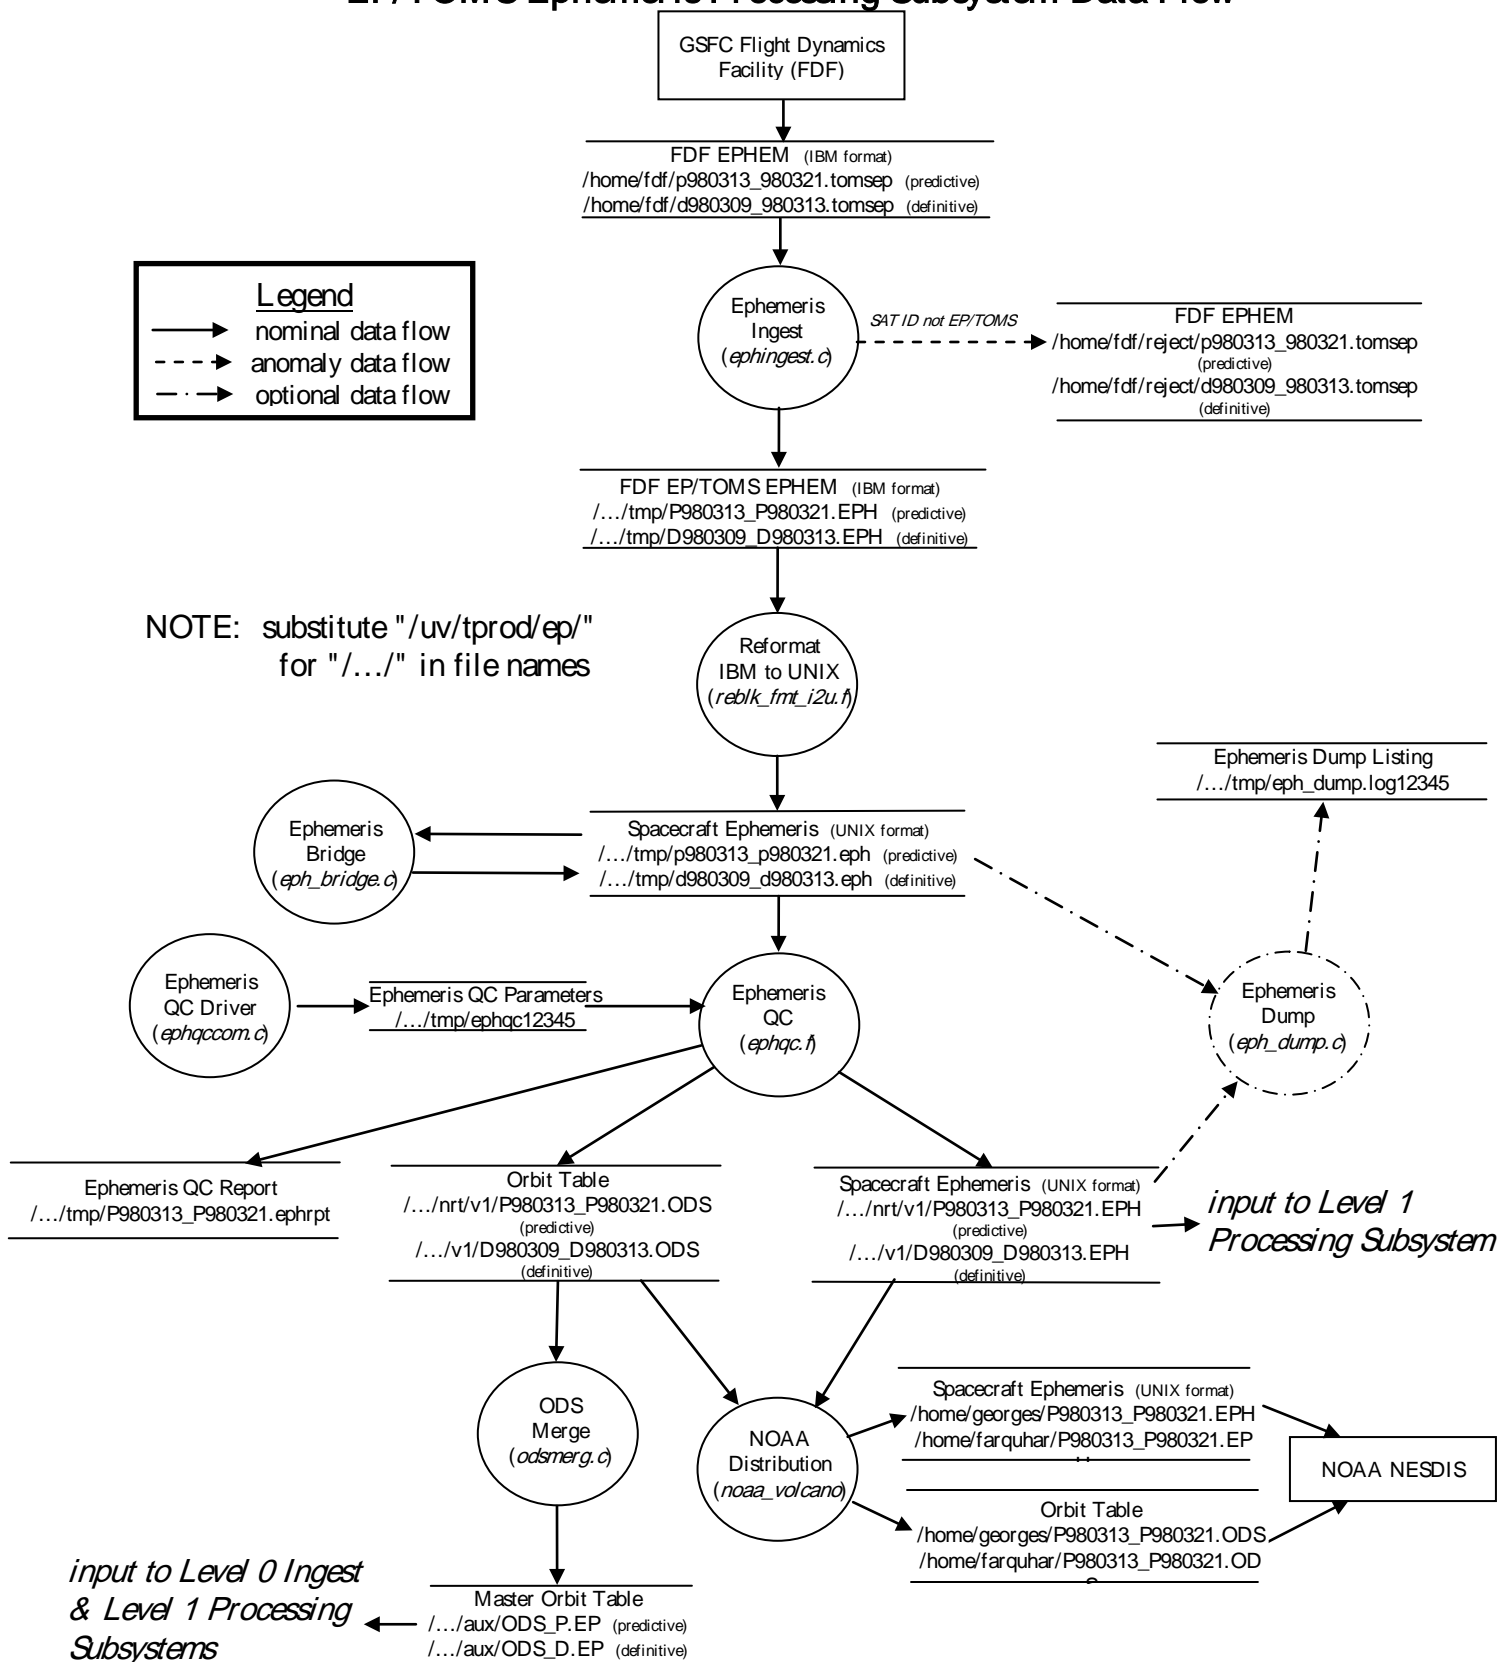 EP/TOMS Ephemeris Processing Subsystem Data Flow
GSFC Flight Dynamics
Facility (FDF)
FDF EPHEM (IBM format)
/home/fdf/p980313_980321.tomsep (predictive)
/home/fdf/d980309_980313.tomsep (definitive)
Legend
nominal data flow
anomaly data flow
optional data flow
Ephemeris
Ingest
(ephingest.c)
SAT ID not EP/TOMS
FDF EPHEM
/home/fdf/reject/p980313_980321.tomsep
(predictive)
/home/fdf/reject/d980309_980313.tomsep
(definitive)
FDF EP/TOMS EPHEM (IBM format)
/.../tmp/P980313_P980321.EPH (predictive)
/.../tmp/D980309_D980313.EPH (definitive)
NOTE: substitute "/uv/tprod/ep/"
for "/.../" in file names
Reformat
IBM to UNIX
(reblk_fmt_i2u.f)
Ephemeris Dump Listing
/.../tmp/eph_dump.log12345
Ephemeris
Bridge
(eph_bridge.c)
Spacecraft Ephemeris (UNIX format)
/.../tmp/p980313_p980321.eph (predictive)
/.../tmp/d980309_d980313.eph (definitive)
Ephemeris
QC Driver
(ephqccom.c)
Ephemeris QC Parameters
/.../tmp/ephqc12345
Ephemeris
QC
(ephqc.f)
Ephemeris
Dump
(eph_dump.c)
Ephemeris QC Report
/.../tmp/P980313_P980321.ephrpt
Orbit Table
/.../nrt/v1/P980313_P980321.ODS
(predictive)
/.../v1/D980309_D980313.ODS
(definitive)
Spacecraft Ephemeris (UNIX format)
/.../nrt/v1/P980313_P980321.EPH
(predictive)
/.../v1/D980309_D980313.EPH
(definitive)
input to Level 1
Processing Subsystem
ODS
Merge
(odsmerg.c)
NOAA
Distribution
(noaa_volcano)
Spacecraft Ephemeris (UNIX format)
/home/georges/P980313_P980321.EPH
/home/farquhar/P980313_P980321.EP
Orbit Table
/home/georges/P980313_P980321.ODS
/home/farquhar/P980313_P980321.OD
NOAA NESDIS
input to Level 0 Ingest
& Level 1 Processing
Subsystems
Master Orbit Table
/.../aux/ODS_P.EP (predictive)
/.../aux/ODS_D.EP (definitive)